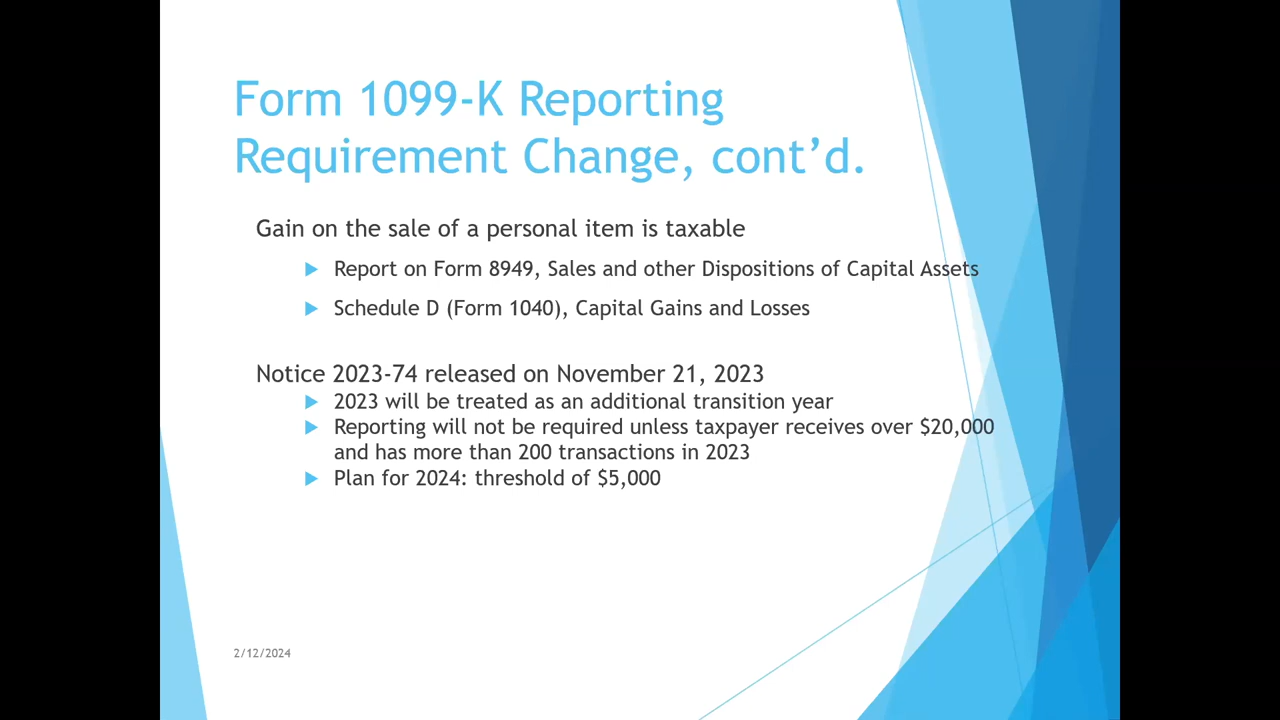 Form 1099-K Reporting
Requirement Change, cont’d.
Gain on the sale of a personal item is taxable
Report on Form 8949, Sales and other Dispositions of Capital Assets
Schedule D (Form 1040), Capital Gains and Losses
Notice 2023-74 released on November 21, 2023
2023 will be treated as an additional transition year
Reporting will not be required unless taxpayer receives over $20,000
and has more than 200 transactions in 2023
Plan for 2024: threshold of $5,000
2/12/2024